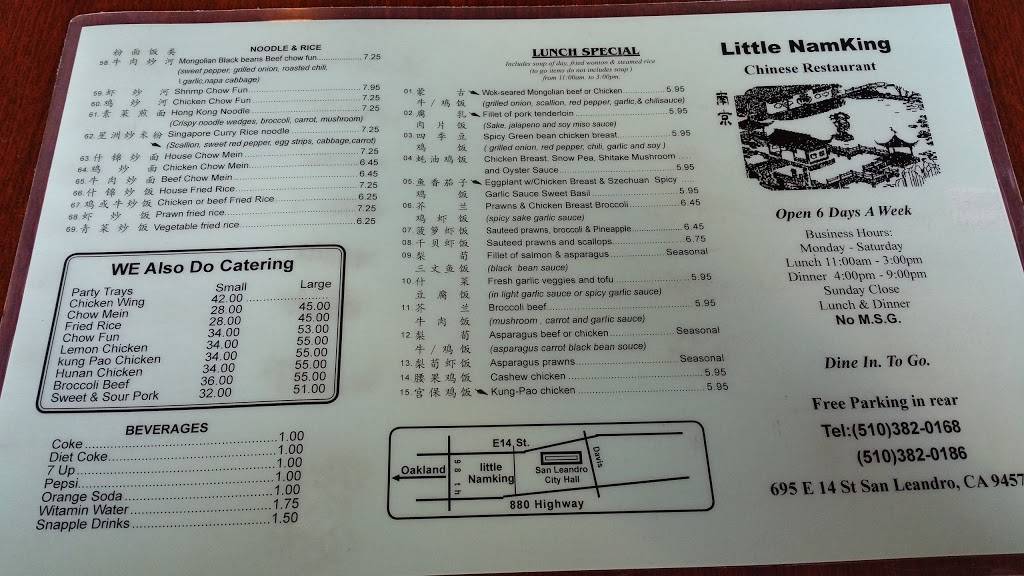 粉 面 饭 类
NOODLE & RICE
58. 牛 肉 炒 河 Mongolian Black beans Beef chow fun 7.25
(sweet pepper, grilled onion, roasted chili,
garlic,napa cabbage)
59. 虾 炒 河 Shrimp Chow Fun 7.95
60. 鸡 炒 河 Chicken Chow Fun 7.25
61. 素 菜 煎 面 Hong Kong Noodle 7.25
(Crispy noodle wedges, broccoli, carrot, mushroom)
62. 星洲炒米粉 Singapore Curry Rice noodle 7.25
(Scallion, sweet red pepper, egg strips, cabbage,carrot)
63. 什 锦 炒 面 House Chow Mein 7.25
64. 鸡 炒 面 Chicken Chow Mein 6.45
65. 牛 肉 炒 面 Beef Chow Mein 6.45
66. 什 锦 炒 饭 House Fried Rice 7.25
67. 鸡或牛炒饭 Chicken or beef Fried Rice 6.25
68. 虾 炒 饭 Prawn fried rice 7.25
69. 青 菜 炒 饭 Vegetable fried rice 6.25
WE Also Do Catering
Party Trays Small Large
Chicken Wing 42.00
Chow Mein 28.00 45.00
Fried Rice 28.00 45.00
Chow Fun 34.00 53.00
Lemon Chicken 34.00 55.00
kung Pao Chicken 34.00 55.00
Hunan Chicken 34.00 55.00
Broccoli Beef 36.00 55.00
Sweet & Sour Pork 32.00 51.00
BEVERAGES
Coke 1.00
Diet Coke 1.00
7 Up 1.00
Pepsi 1.00
Orange Soda 1.00
Witamin Water 1.75
Snapple Drinks 1.50
LUNCH SPECIAL
Includes soup of day, fried wonton & steamed rice
(to go items do not includes soup )
from 11:00am. to 3:00pm.
01. 蒙 古 Wok-seared Mongolian beef or Chicken 5.95
牛 / 鸡 饭 (grilled onion, scallion, red pepper, garlic,& chilisauce)
02. 腐 乳 Fillet of pork tenderloin 5.95
肉 片 饭 (Sake, jalapeno and soy miso sauce)
03. 四 季 豆 Spicy Green bean chicken breast 5.95
鸡 饭 ( grilled onion, red pepper, chili, garlic and soy )
04. 蚝油鸡饭 Chicken Breast, Snow Pea, Shitake Mushroom
and Oyster Sauce 5.95
05. 鱼香茄子 Eggplant w/Chicken Breast & Szechuan Spicy
鸡 饭 Garlic Sauce Sweet Basil 5.95
06. 芥 兰 Prawns & Chicken Breast Broccoli 6.45
鸡 虾 饭 (spicy sake garlic sauce)
07. 菠萝虾饭 Sauteed prawns, broccoli & Pineapple 6.45
08. 干贝虾饭 Sauteed prawns and scallops 6.75
09. 梨 荀 Fillet of salmon & asparagus Seasonal
三 文 鱼 饭 (black bean sauce)
10. 什 菜 Fresh garlic veggies and tofu 5.95
豆 腐 饭 (in light garlic sauce or spicy garlic sauce)
11. 芥 兰 Broccoli beef 5.95
牛 肉 饭 (mushroom , carrot and garlic sauce)
12. 梨 荀 Asparagus beef or chicken Seasonal
牛 / 鸡 饭 (asparagus carrot black bean sauce)
13. 梨荀虾饭 Asparagus prawns Seasonal
14. 腰 果 鸡 饭 Cashew chicken 5.95
15. 宫 保 鸡 饭 Kung-Pao chicken 5.95
E14 St.
Oakland
98 th
little
Namking
San Leandro
City Hall
Davis
880 Highway
Little NamKing
Chinese Restaurant
南
京
Open 6 Days A Week
Business Hours:
Monday - Saturday
Lunch 11:00am - 3:00pm
Dinner 4:00pm - 9:00pm
Sunday Close
Lunch & Dinner
No M.S.G.
Dine In. To Go.
Free Parking in rear
Tel:(510)382-0168
(510)382-0186
695 E 14 St San Leandro, CA 9457